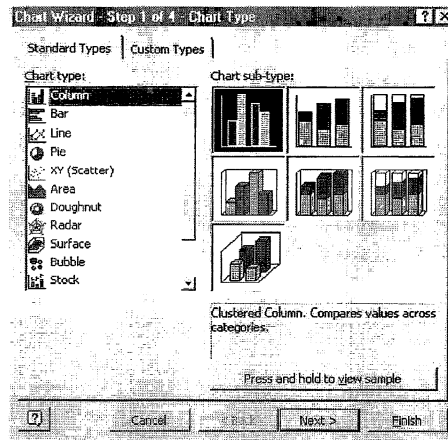 Chart Wizard - Step 1 of 4 - Chart Type
Standard Types Custom Types
Chart type:
Column
Bar
Line
Pie
XY (Scatter)
Area
Doughnut
Radar
Surface
Bubble
Stock
Chart sub-type:
Clustered Column. Compares values across
categories.
Press and hold to view sample
Cancel Next > Finish